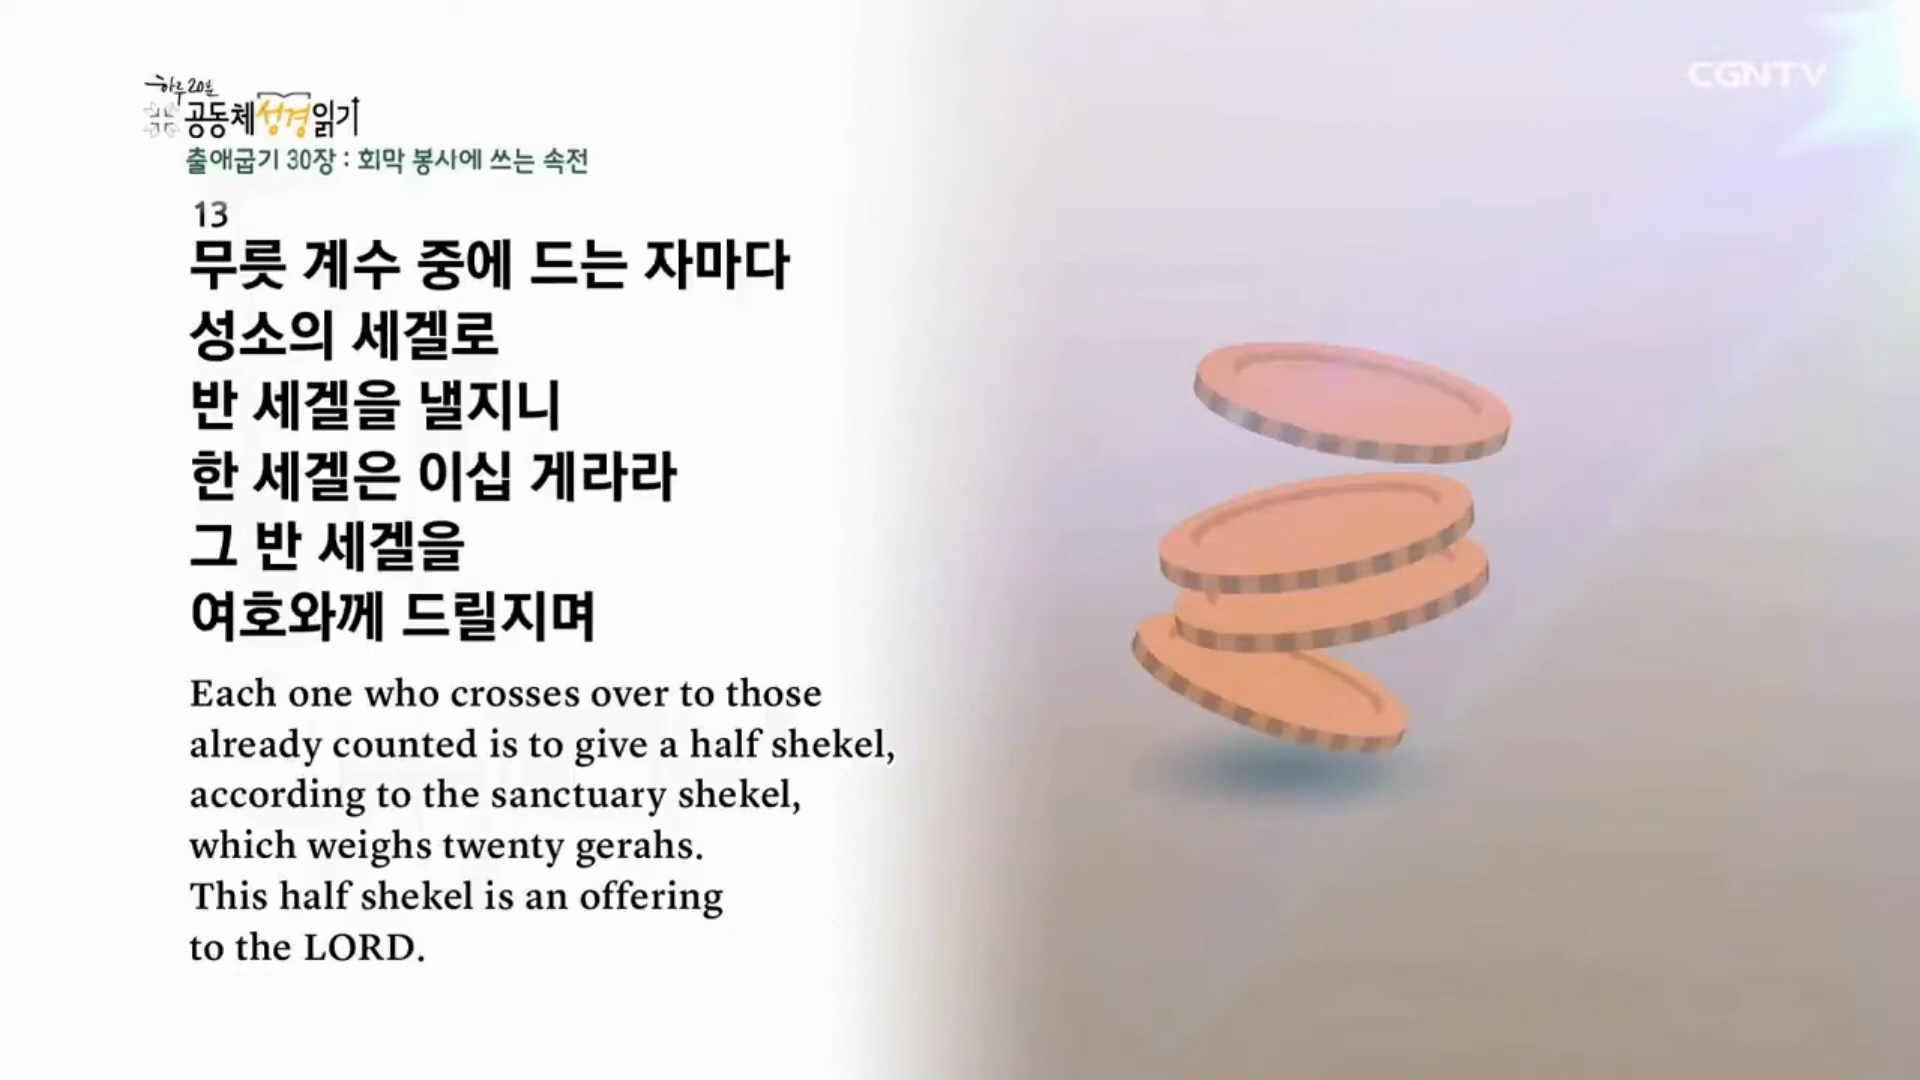 하루 20분
공동체성경읽기
CGNTV
출애굽기 30장 : 회막 봉사에 쓰는 속전
13
무릇 계수 중에 드는 자마다
성소의 세겔로
반 세겔을 낼지니
한 세겔은 이십 게라라
그 반 세겔을
여호와께 드릴지며
Each one who crosses over to those
already counted is to give a half shekel,
according to the sanctuary shekel,
which weighs twenty gerahs.
This half shekel is an offering
to the LORD.